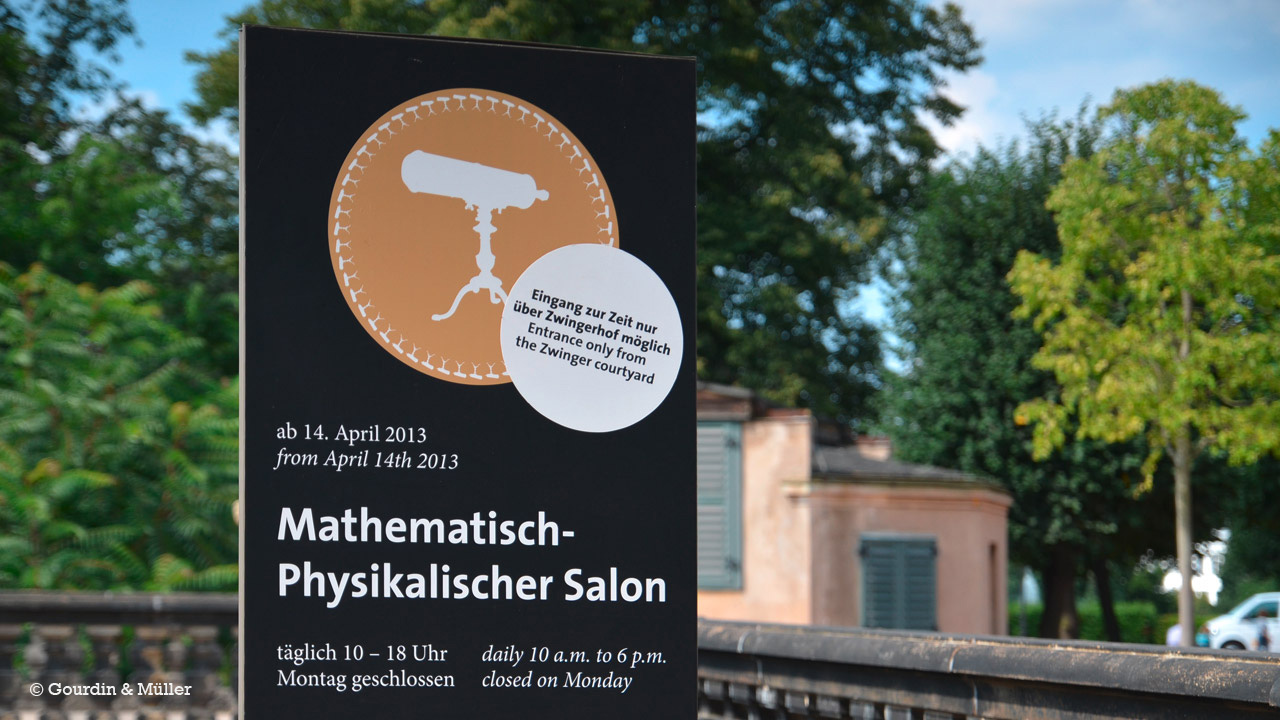 Eingang zur Zeit nur
über Zwingerhof möglich
Entrance only from
the Zwinger courtyard
ab 14. April 2013
from April 14th 2013
Mathematisch-
Physikalischer Salon
täglich 10 – 18 Uhr
Montag geschlossen
daily 10 a.m. to 6 p.m.
closed on Monday
© Gourdin & Müller